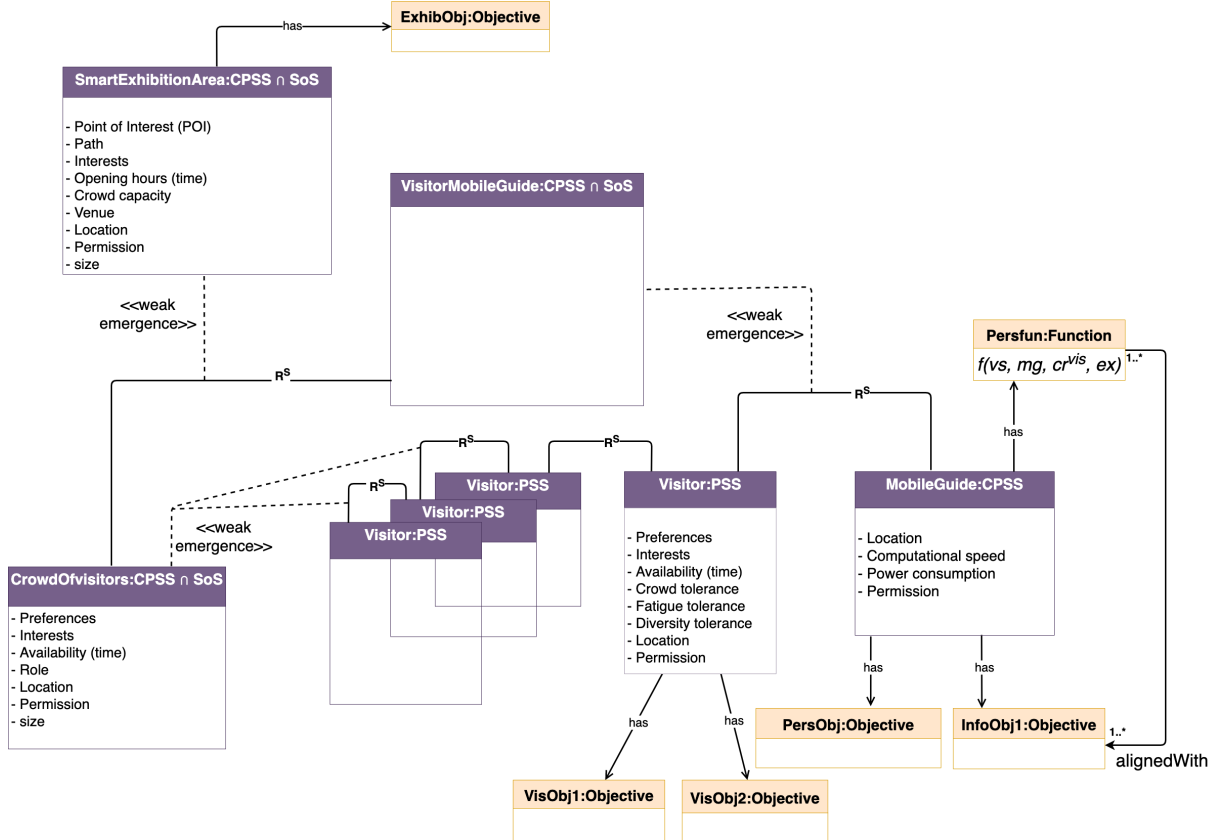 ExhibObj:Objective
has
SmartExhibitionArea:CPSS ∩ SoS
- Point of Interest (POI)
- Path
- Interests
- Opening hours (time)
- Crowd capacity
- Venue
- Location
- Permission
- size
VisitorMobileGuide:CPSS ∩ SoS
<<weak
emergence>>
<<weak
emergence>>
Persfun:Function
f(vs, mg, cr^vis, ex)
1..*
R^S
R^S
has
R^S
R^S
R^S
Visitor:PSS
Visitor:PSS
Visitor:PSS
<<weak
emergence>>
Visitor:PSS
- Preferences
- Interests
- Availability (time)
- Crowd tolerance
- Fatigue tolerance
- Diversity tolerance
- Location
- Permission
MobileGuide:CPSS
- Location
- Computational speed
- Power consumption
- Permission
CrowdOfvisitors:CPSS ∩ SoS
- Preferences
- Interests
- Availability (time)
- Role
- Location
- Permission
- size
has
has
has
has
PersObj:Objective
InfoObj1:Objective
1..*
alignedWith
VisObj1:Objective
VisObj2:Objective